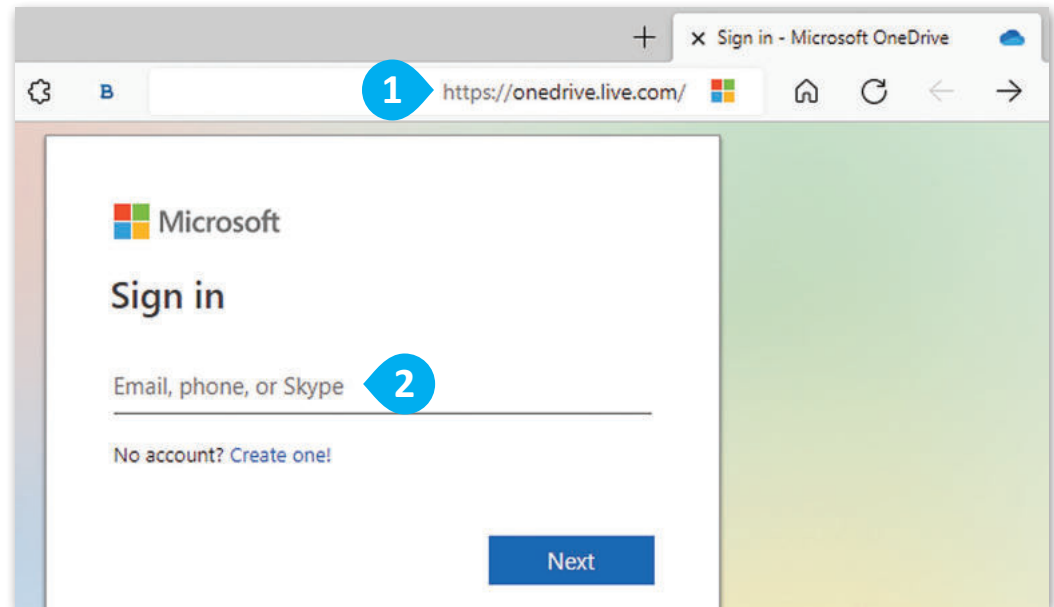 Sign in - Microsoft OneDrive
B
1 https://onedrive.live.com/
Microsoft
Sign in
Email, phone, or Skype 2
No account? Create one!
Next